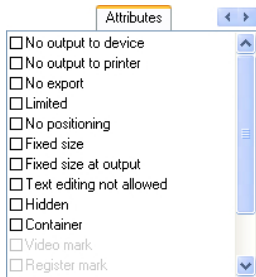 Attributes
No output to device
No output to printer
No export
Limited
No positioning
Fixed size
Fixed size at output
Text editing not allowed
Hidden
Container
Video mark
Register mark